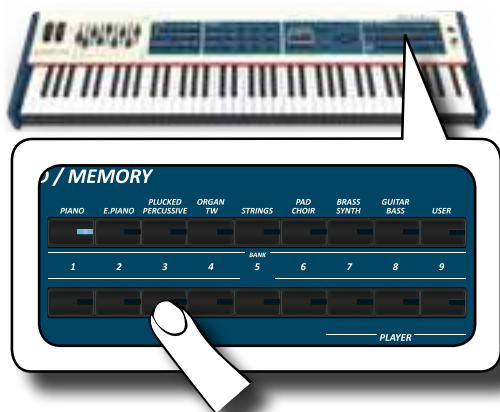 D / MEMORY
PIANO E.PIANO PLUCKED PERCUSSIVE ORGAN TW STRINGS PAD CHOIR BRASS SYNTH GUITAR BASS USER
BANK
1 2 3 4 5 6 7 8 9
PLAYER